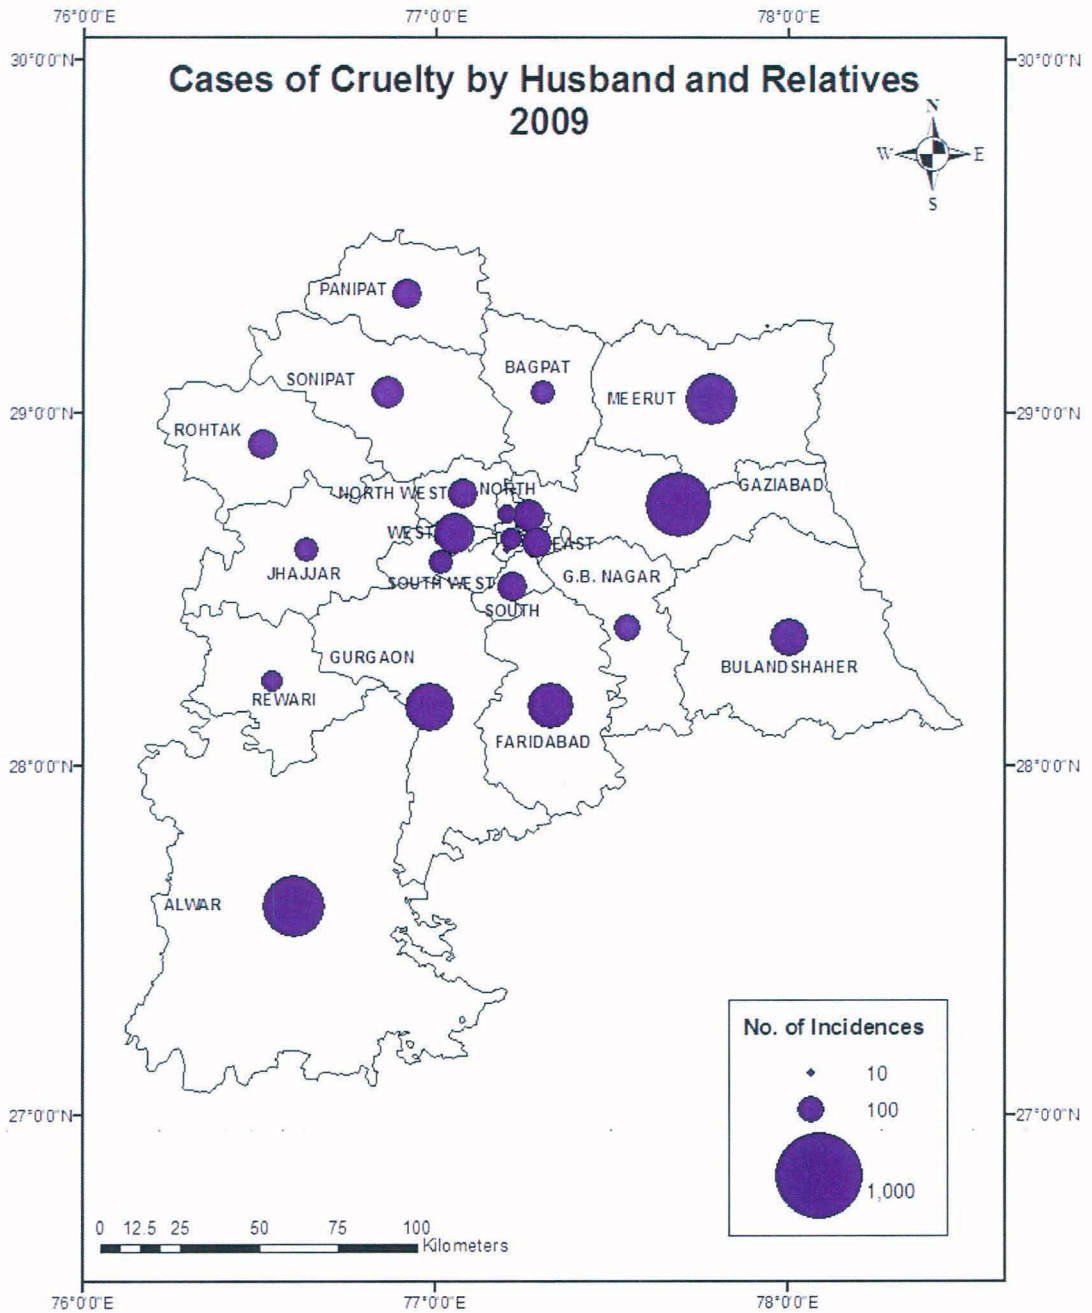 76°0'0"E 77°0'0"E 78°0'0"E
30°0'0"N 30°0'0"N
Cases of Cruelty by Husband and Relatives
2009
N
W E
S
PANIPAT
BAGPAT
SONIPAT
MEERUT
29°0'0"N 29°0'0"N
ROHTAK
GAZIABAD
NORTH WEST NORTH
WEST EAST
JHAJJAR
SOUTH WEST G.B. NAGAR
SOUTH
GURGAON
BULANDSHAHER
REWARI
FARIDABAD
28°0'0"N 28°0'0"N
ALWAR
No. of Incidences
10
100
1,000
27°0'0"N 27°0'0"N
0 12.5 25 50 75 100
Kilometers
76°0'0"E 77°0'0"E 78°0'0"E